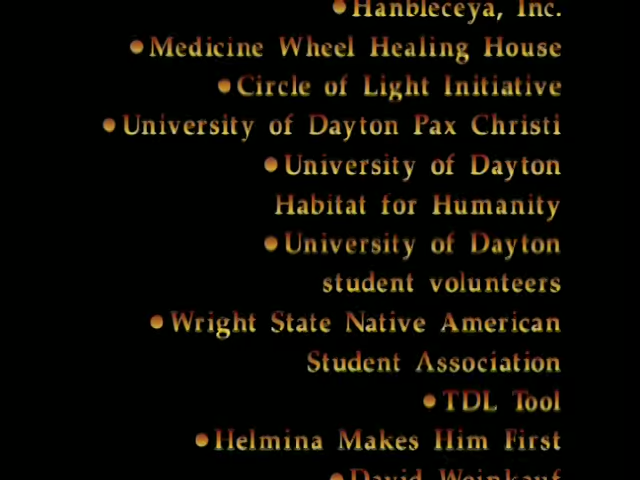 •Hanbleceya, Inc.
•Medicine Wheel Healing House
•Circle of Light Initiative
•University of Dayton Pax Christi
•University of Dayton
Habitat for Humanity
•University of Dayton
student volunteers
•Wright State Native American
Student Association
•TDL Tool
•Helmina Makes Him First
•David Weinkauf